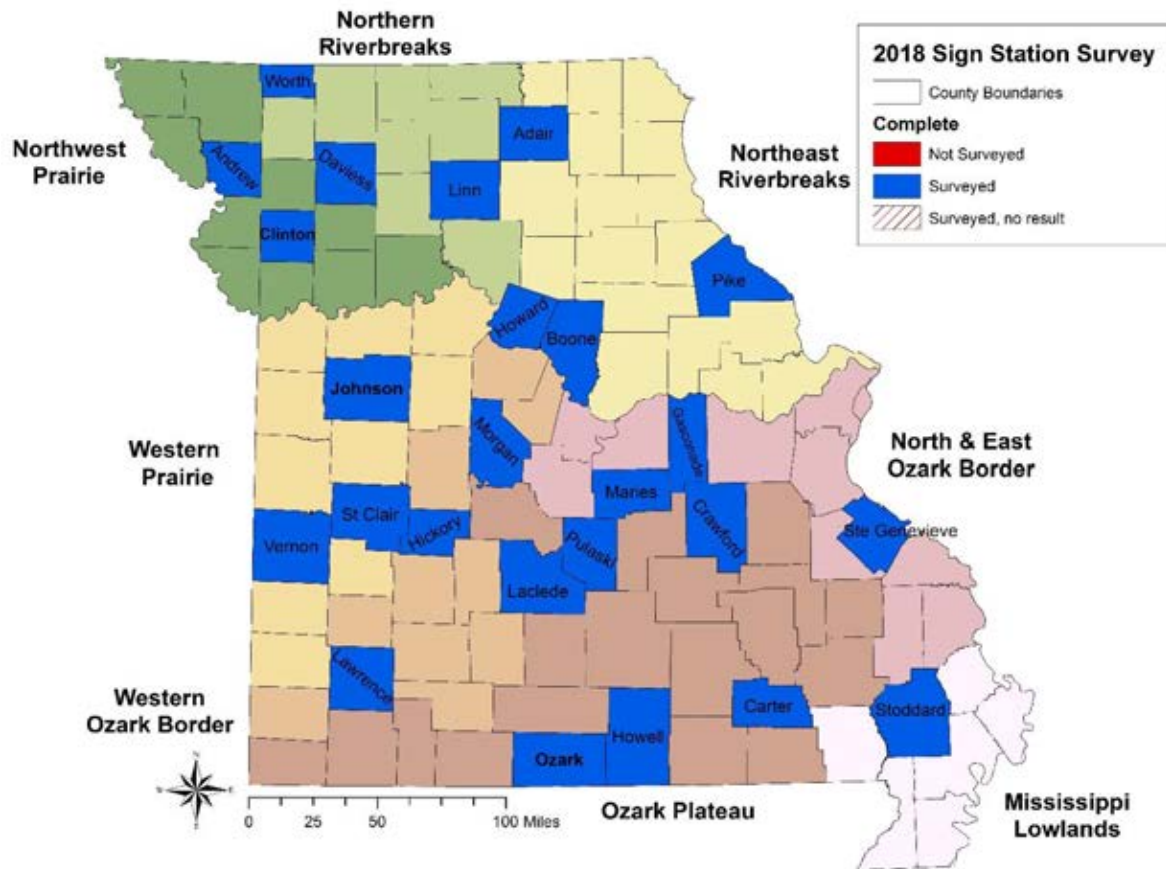 Northern
Riverbreaks
2018 Sign Station Survey
County Boundaries
Complete
Not Surveyed
Surveyed
Surveyed, no result
Worth
Adair
Northwest
Prairie
Andrew
Daviess
Linn
Northeast
Riverbreaks
Clinton
Pike
Howard
Boone
Johnson
Western
Prairie
Morgan
Gasconade
North & East
Ozark Border
Maries
Crawford
St Clair
Hickory
Vernon
Pulaski
Ste Genevieve
Laclede
Lawrence
Western
Ozark Border
Carter
Stoddard
Howell
Ozark
N
W
E
S
0 25 50 100 Miles
Ozark Plateau
Mississippi
Lowlands